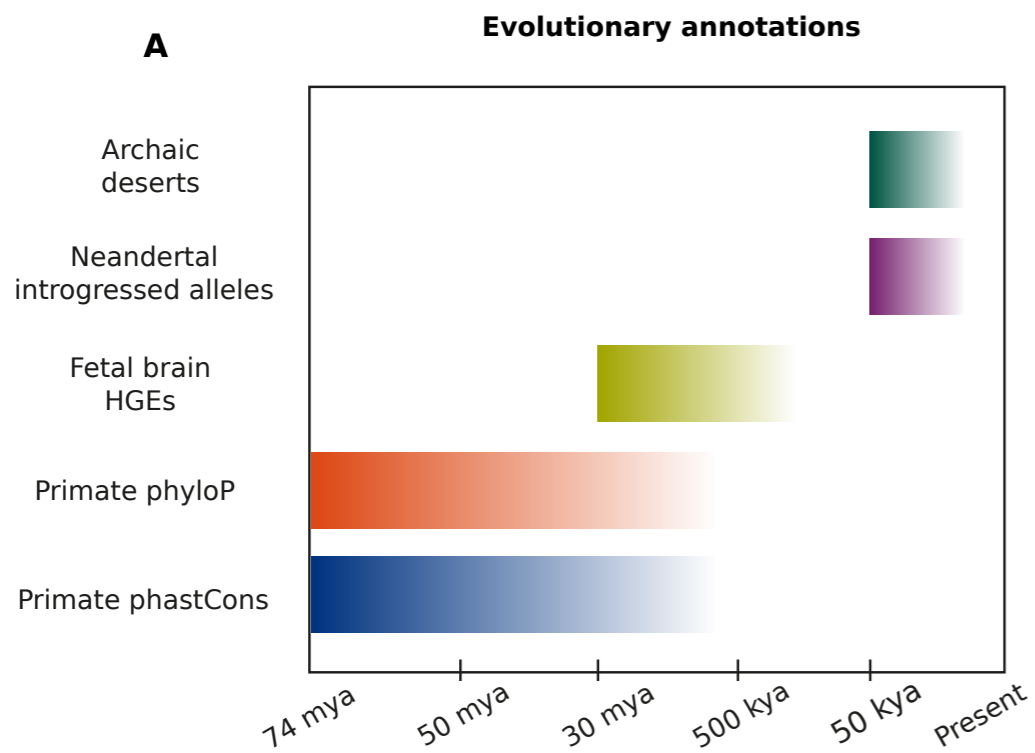 A
Evolutionary annotations
Archaic
deserts
Neandertal
introgressed alleles
Fetal brain
HGEs
Primate phyloP
Primate phastCons
74 mya
50 mya
30 mya
500 kya
50 kya
Present